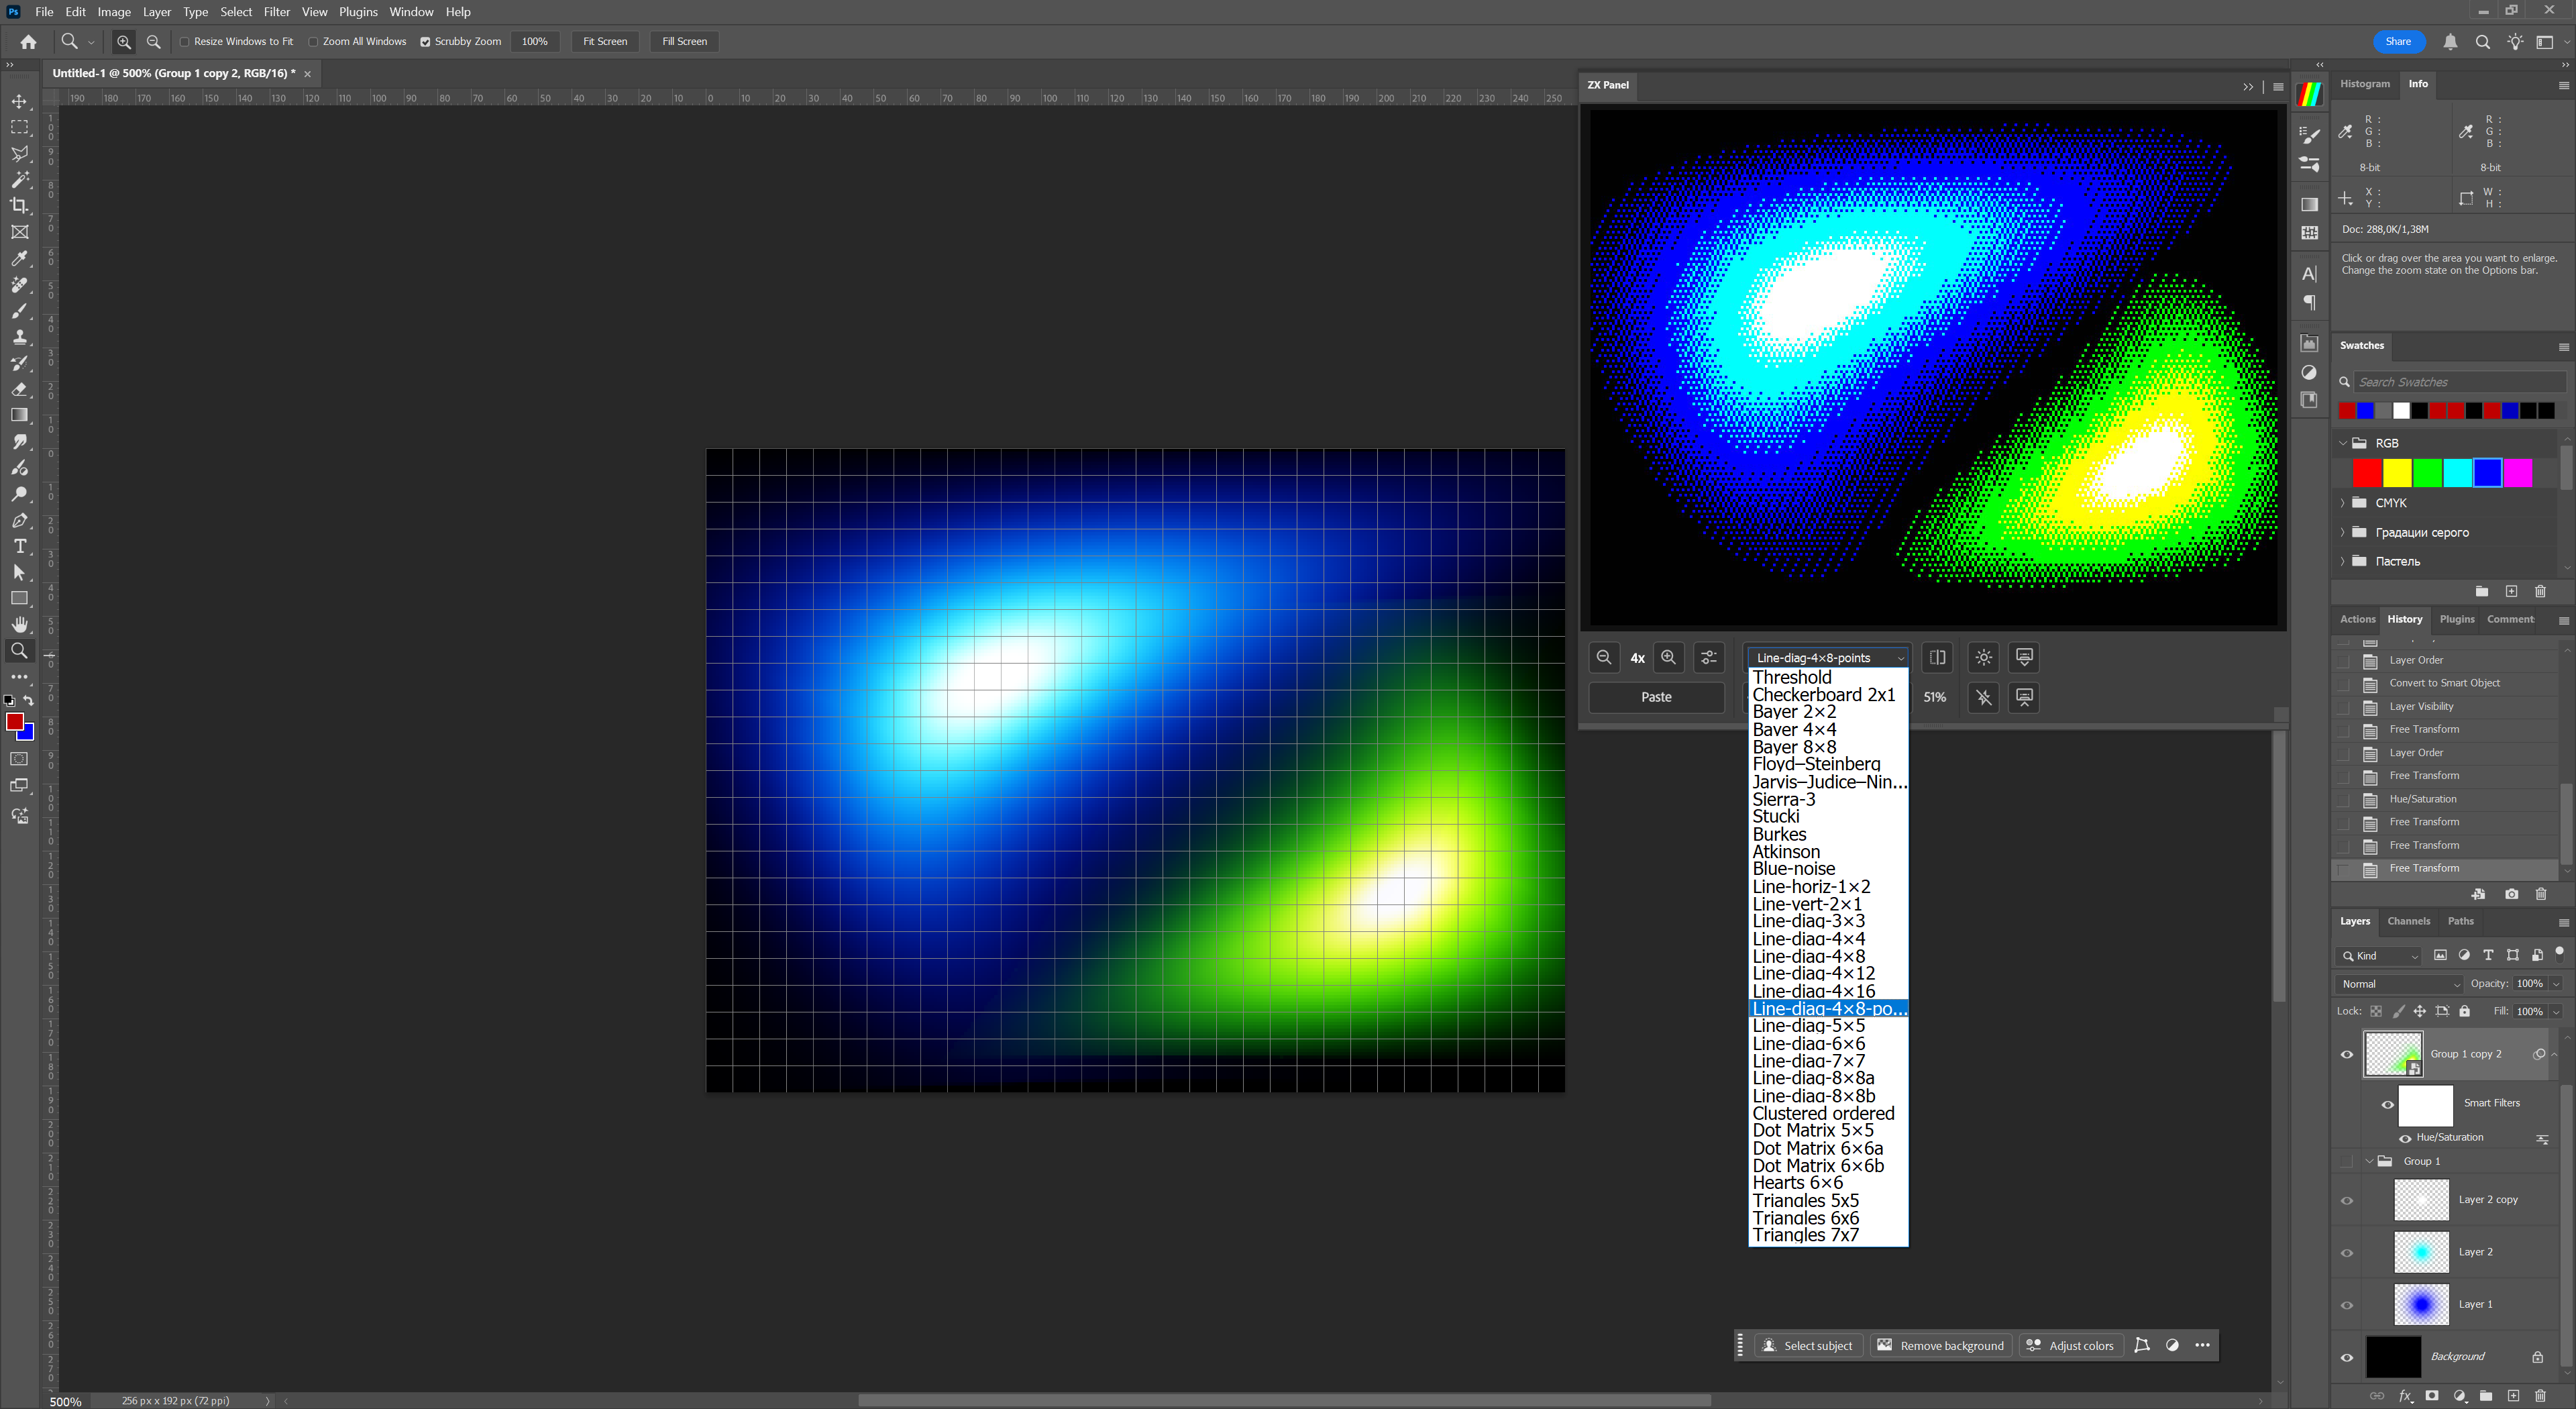 Ps File Edit Image Layer Type Select Filter View Plugins Window Help
Resize Windows to Fit Zoom All Windows Scrubby Zoom 100% Fit Screen Fill Screen Share
Untitled-1 @ 500% (Group 1 copy 2, RGB/16) * ×
190 180 170 160 150 140 130 120 110 100 90 80 70 60 50 40 30 20 10 0 10 20 30 40 50 60 70 80 90 100 110 120 130 140 150 160 170 180 190 200 210 220 230 240 250
ZX Panel
4x
Line-diag-4×8-points
Paste
51%
Threshold
Checkerboard 2x1
Bayer 2×2
Bayer 4×4
Bayer 8×8
Floyd–Steinberg
Jarvis–Judice–Nin...
Sierra-3
Stucki
Burkes
Atkinson
Blue-noise
Line-horiz-1×2
Line-vert-2×1
Line-diag-3×3
Line-diag-4×4
Line-diag-4×8
Line-diag-4×12
Line-diag-4×16
Line-diag-4×8-po...
Line-diag-5×5
Line-diag-6×6
Line-diag-7×7
Line-diag-8×8a
Line-diag-8×8b
Clustered ordered
Dot Matrix 5×5
Dot Matrix 6×6a
Dot Matrix 6×6b
Hearts 6×6
Triangles 5x5
Triangles 6x6
Triangles 7x7
Select subject Remove background Adjust colors
500% 256 px x 192 px (72 ppi)
Histogram Info
R : R :
G : G :
B : B :
8-bit 8-bit
X : W :
Y : H :
Doc: 288,0K/1,38M
Click or drag over the area you want to enlarge.
Change the zoom state on the Options bar.
Swatches
Search Swatches
RGB
CMYK
Градации серого
Пастель
Actions History Plugins Comment
Layer Order
Convert to Smart Object
Layer Visibility
Free Transform
Layer Order
Free Transform
Hue/Saturation
Free Transform
Free Transform
Free Transform
Layers Channels Paths
Kind
Normal Opacity: 100%
Lock: Fill: 100%
Group 1 copy 2
Smart Filters
Hue/Saturation
Group 1
Layer 2 copy
Layer 2
Layer 1
Background
fx